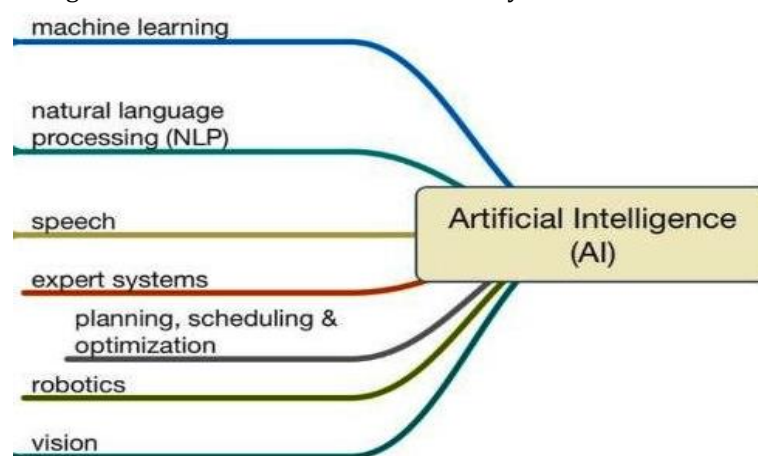 machine learning
natural language
processing (NLP)
speech
expert systems
planning, scheduling &
optimization
robotics
vision
Artificial Intelligence
(AI)